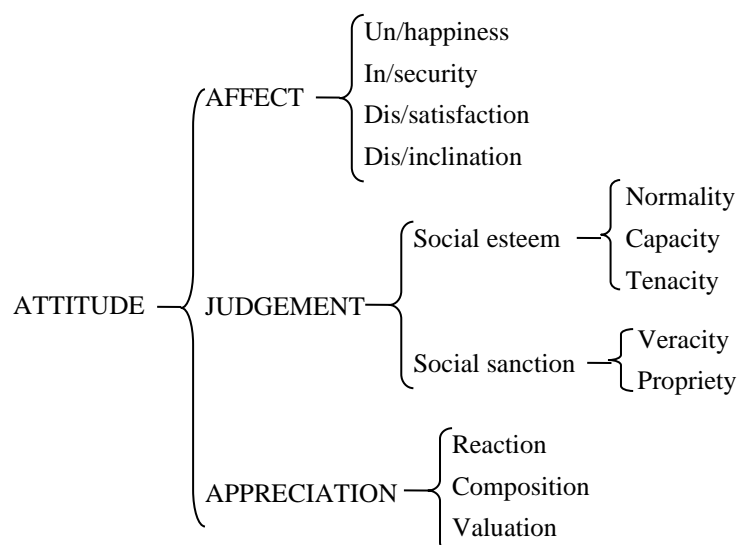 Un/happiness
In/security
AFFECT
Dis/satisfaction
Dis/inclination
Normality
Social esteem
Capacity
Tenacity
ATTITUDE
JUDGEMENT
Veracity
Social sanction
Propriety
Reaction
Composition
APPRECIATION
Valuation